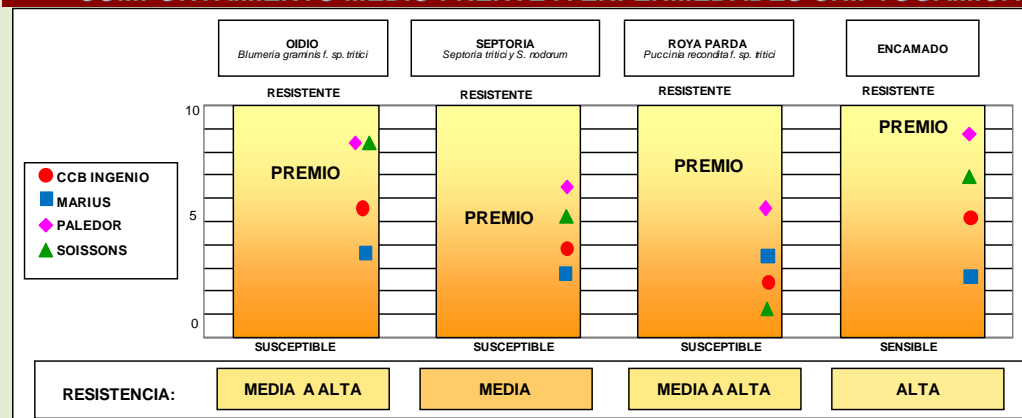 OIDIO
Blumeria graminis f. sp. tritici
SEPTORIA
Septoria tritici y S. nodorum
ROYA PARDA
Puccinia recondita f. sp. tritici
ENCAMADO
RESISTENTE
RESISTENTE
RESISTENTE
RESISTENTE
10
5
0
PREMIO
PREMIO
PREMIO
PREMIO
CCB INGENIO
MARIUS
PALEDOR
SOISSONS
SUSCEPTIBLE
SUSCEPTIBLE
SUSCEPTIBLE
SENSIBLE
RESISTENCIA:
MEDIA A ALTA
MEDIA
MEDIA A ALTA
ALTA